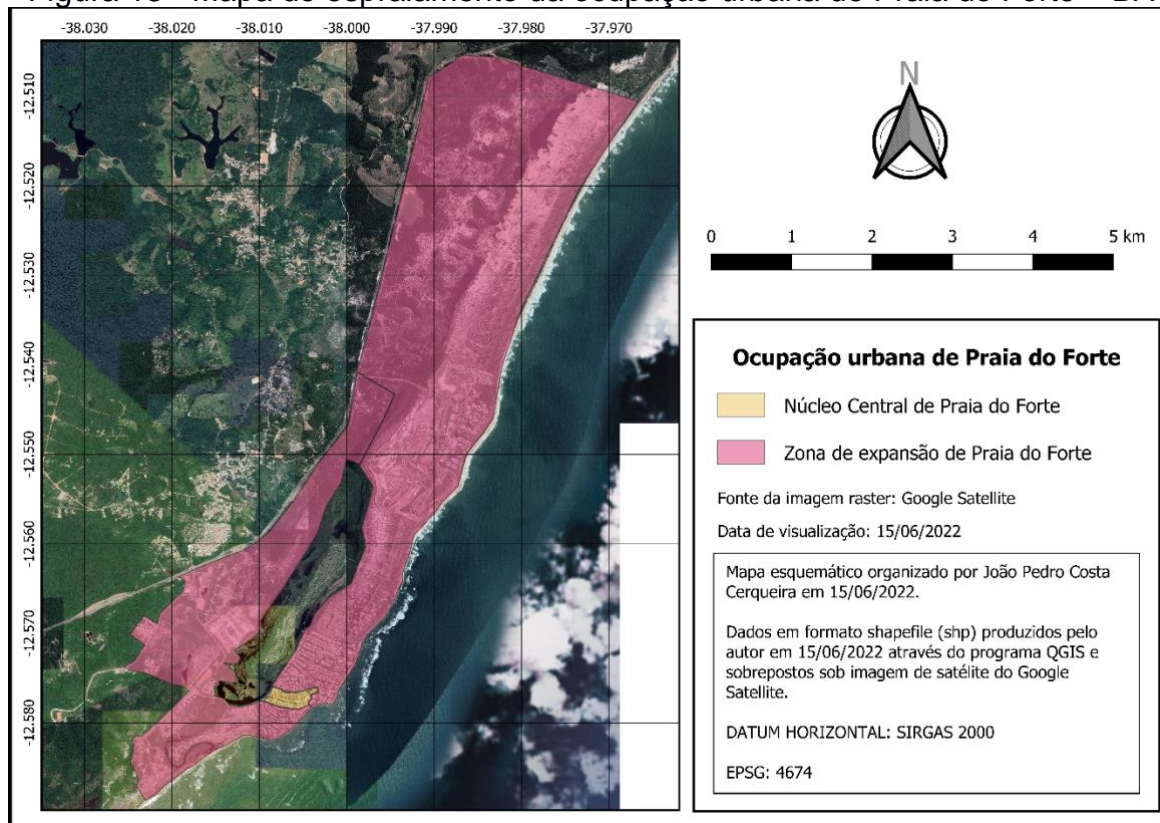 -38.030 -38.020 -38.010 -38.000 -37.990 -37.980 -37.970
-12.510
-12.520
-12.530
-12.540
-12.550
-12.560
-12.570
-12.580
N
0 1 2 3 4 5 km
Ocupação urbana de Praia do Forte
Núcleo Central de Praia do Forte
Zona de expansão de Praia do Forte
Fonte da imagem raster: Google Satellite
Data de visualização: 15/06/2022
Mapa esquemático organizado por João Pedro Costa
Cerqueira em 15/06/2022.
Dados em formato shapefile (shp) produzidos pelo
autor em 15/06/2022 através do programa QGIS e
sobrepostos sob imagem de satélite do Google
Satellite.
DATUM HORIZONTAL: SIRGAS 2000
EPSG: 4674